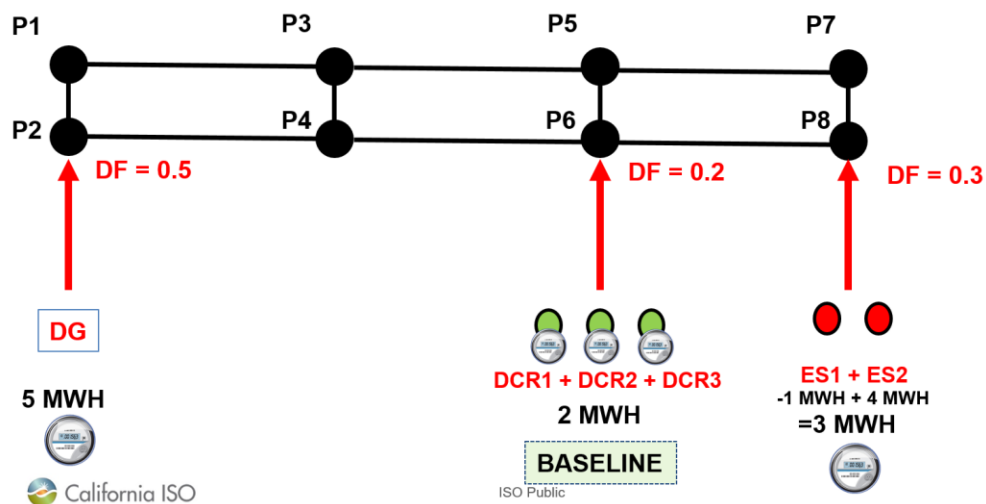 P1
P3
P5
P7
P2
P4
P6
P8
DF = 0.5
DF = 0.2
DF = 0.3
DG
DCR1 + DCR2 + DCR3
ES1 + ES2
-1 MWH + 4 MWH
=3 MWH
5 MWH
2 MWH
BASELINE
California ISO
ISO Public